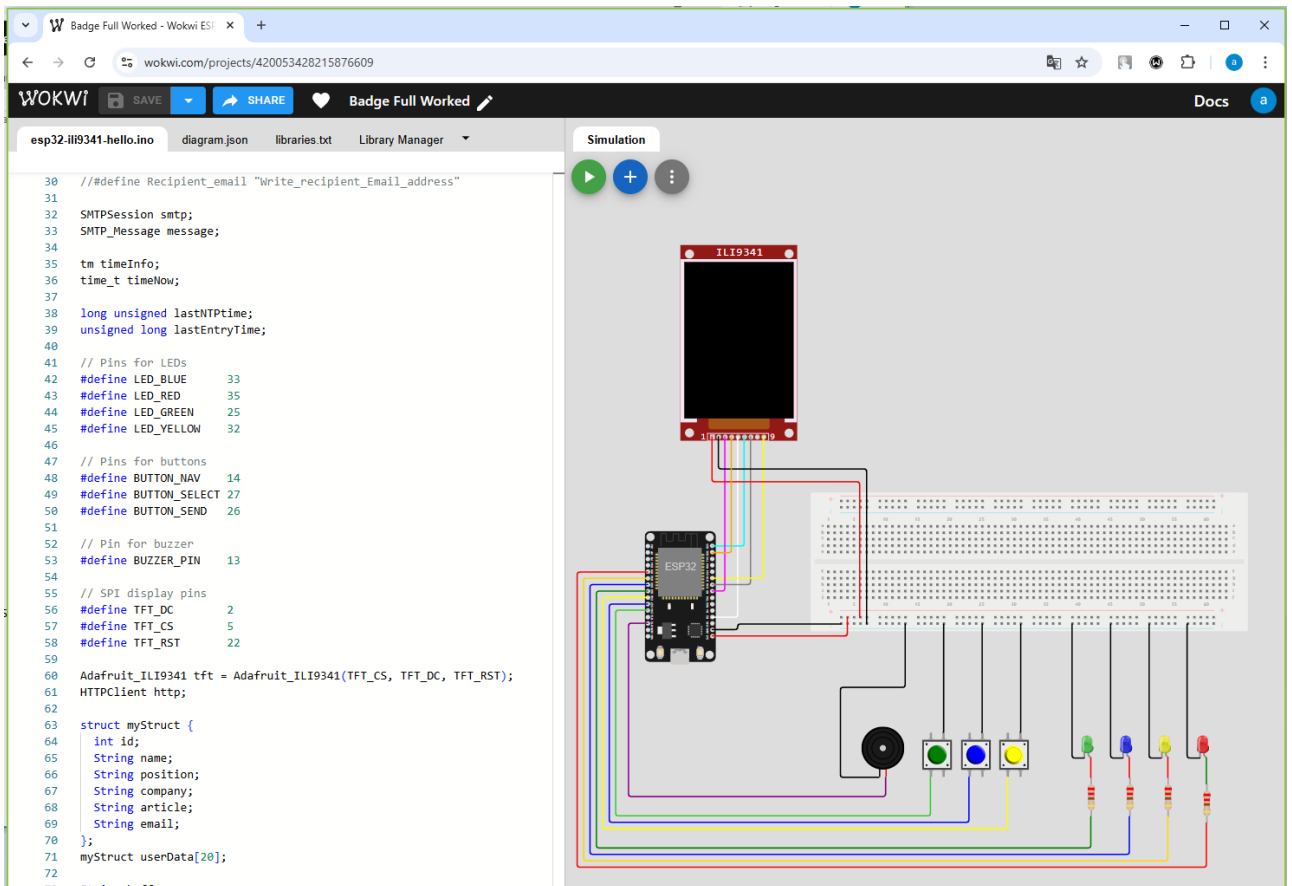 Badge Full Worked - Wokwi ESP
wokwi.com/projects/420053428215876609
a
WOKWI
SAVE
SHARE
Badge Full Worked
Docs
a
esp32-ili9341-hello.ino
diagram.json
libraries.txt
Library Manager
Simulation
30 //#define Recipient_email "Write_recipient_Email_address"
31
32 SMTPSession smtp;
33 SMTP_Message message;
34
35 tm timeInfo;
36 time_t timeNow;
37
38 long unsigned lastNTPtime;
39 unsigned long lastEntryTime;
40
41 // Pins for LEDs
42 #define LED_BLUE 33
43 #define LED_RED 35
44 #define LED_GREEN 25
45 #define LED_YELLOW 32
46
47 // Pins for buttons
48 #define BUTTON_NAV 14
49 #define BUTTON_SELECT 27
50 #define BUTTON_SEND 26
51
52 // Pin for buzzer
53 #define BUZZER_PIN 13
54
55 // SPI display pins
56 #define TFT_DC 2
57 #define TFT_CS 5
58 #define TFT_RST 22
59
60 Adafruit_ILI9341 tft = Adafruit_ILI9341(TFT_CS, TFT_DC, TFT_RST);
61 HTTPClient http;
62
63 struct myStruct {
64 int id;
65 String name;
66 String position;
67 String company;
68 String article;
69 String email;
70 };
71 myStruct userData[20];
72
ILI9341
1
9
ESP32